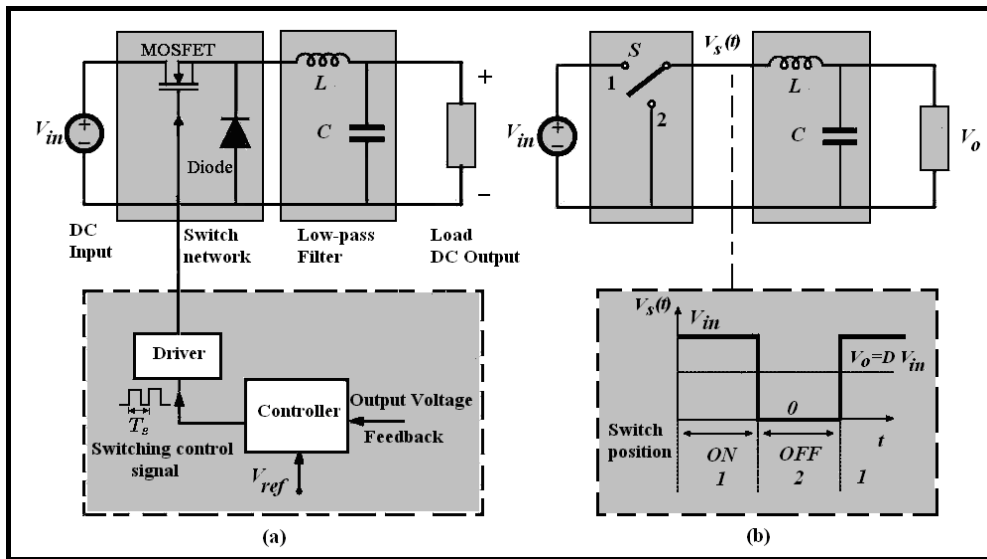 MOSFET
L
+
V_in
+
−
C
Diode
−
DC
Input
Switch
network
Low-pass
Filter
Load
DC Output
Driver
T_s
Switching control
signal
Controller
Output Voltage
Feedback
V_ref
(a)
V_s(t)
S
1
2
L
V_in
+
−
C
V_o
V_s(t)
V_in
V_o=D V_in
0
t
Switch
position
ON
OFF
1
2
1
(b)